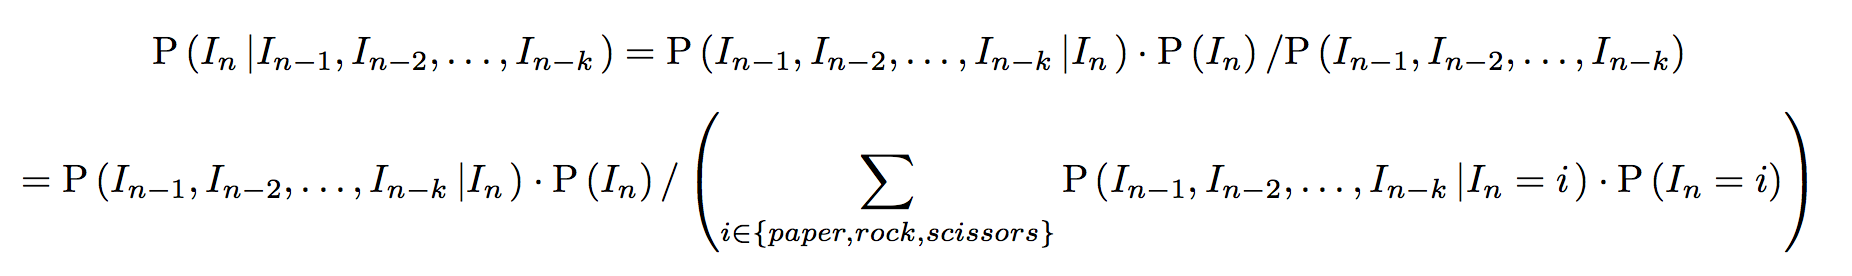 P (I_n | I_{n−1}, I_{n−2}, . . . , I_{n−k} ) = P (I_{n−1}, I_{n−2}, . . . , I_{n−k} | I_n ) · P (I_n) /P (I_{n−1}, I_{n−2}, . . . , I_{n−k})
= P (I_{n−1}, I_{n−2}, . . . , I_{n−k} | I_n ) · P (I_n) / ( ∑_{i∈{paper,rock,scissors}} P (I_{n−1}, I_{n−2}, . . . , I_{n−k} | I_n = i ) · P (I_n = i) )